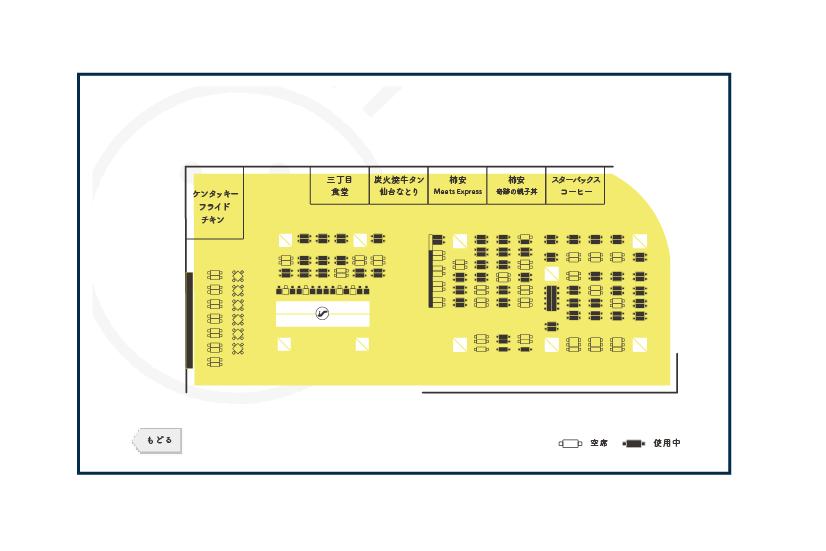 ケンタッキー
フライド
チキン
三丁目
食堂
炭火焼牛タン
仙台なとり
柿安
Meets Express
柿安
奇跡の親子丼
スターバックス
コーヒー
もどる
空席
使用中